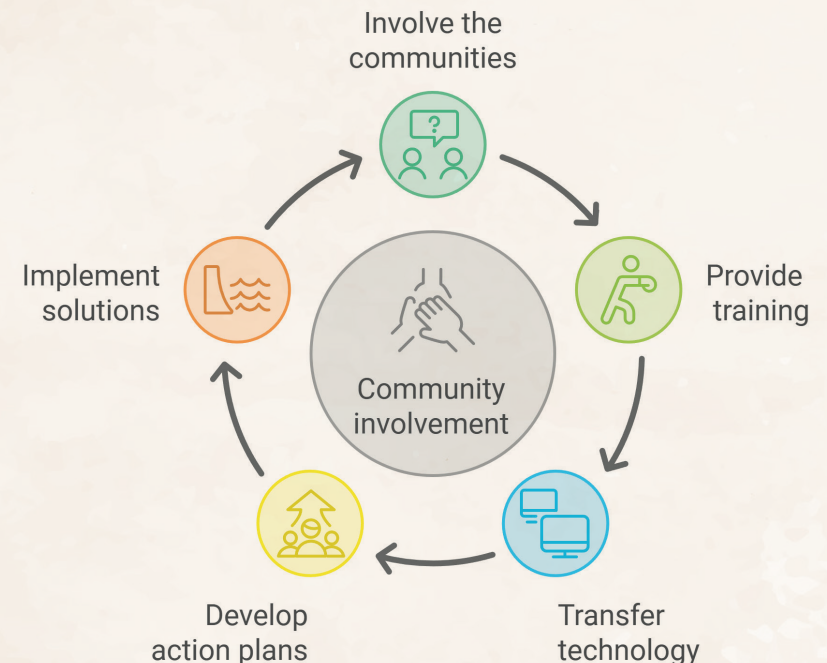 Involve the
communities
?
Provide
training
Transfer
technology
Develop
action plans
Implement
solutions
Community
involvement